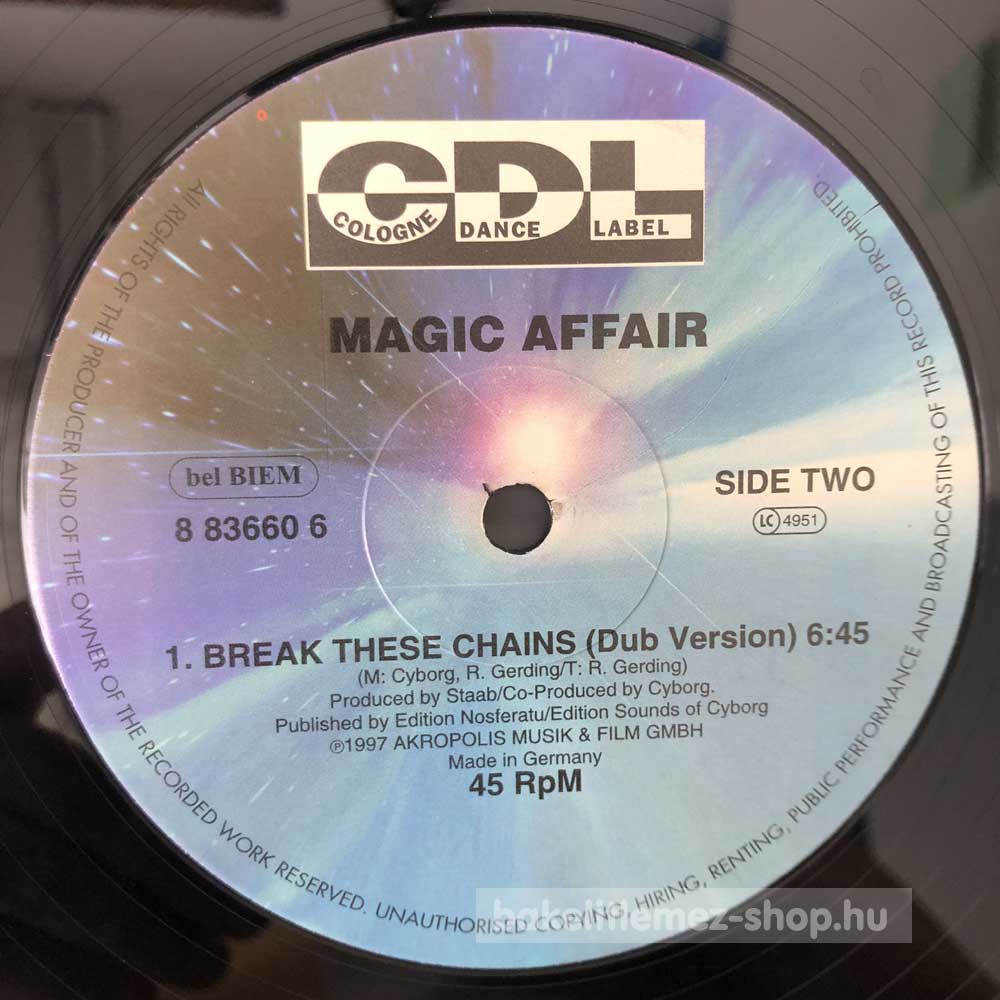 CDL
COLOGNE DANCE LABEL
MAGIC AFFAIR
bel BIEM
8 83660 6
SIDE TWO
LC 4951
1. BREAK THESE CHAINS (Dub Version) 6:45
(M: Cyborg, R. Gerding/T: R. Gerding)
Produced by Staab/Co-Produced by Cyborg.
Published by Edition Nosferatu/Edition Sounds of Cyborg
℗1997 AKROPOLIS MUSIK & FILM GMBH
Made in Germany
45 RpM
All RIGHTS OF THE PRODUCER AND OF THE OWNER OF THE RECORDED WORK RESERVED. UNAUTHORISED COPYING, HIRING, RENTING, PUBLIC PERFORMANCE AND BROADCASTING OF THIS RECORD PROHIBITED.
bakelitlemez-shop.hu